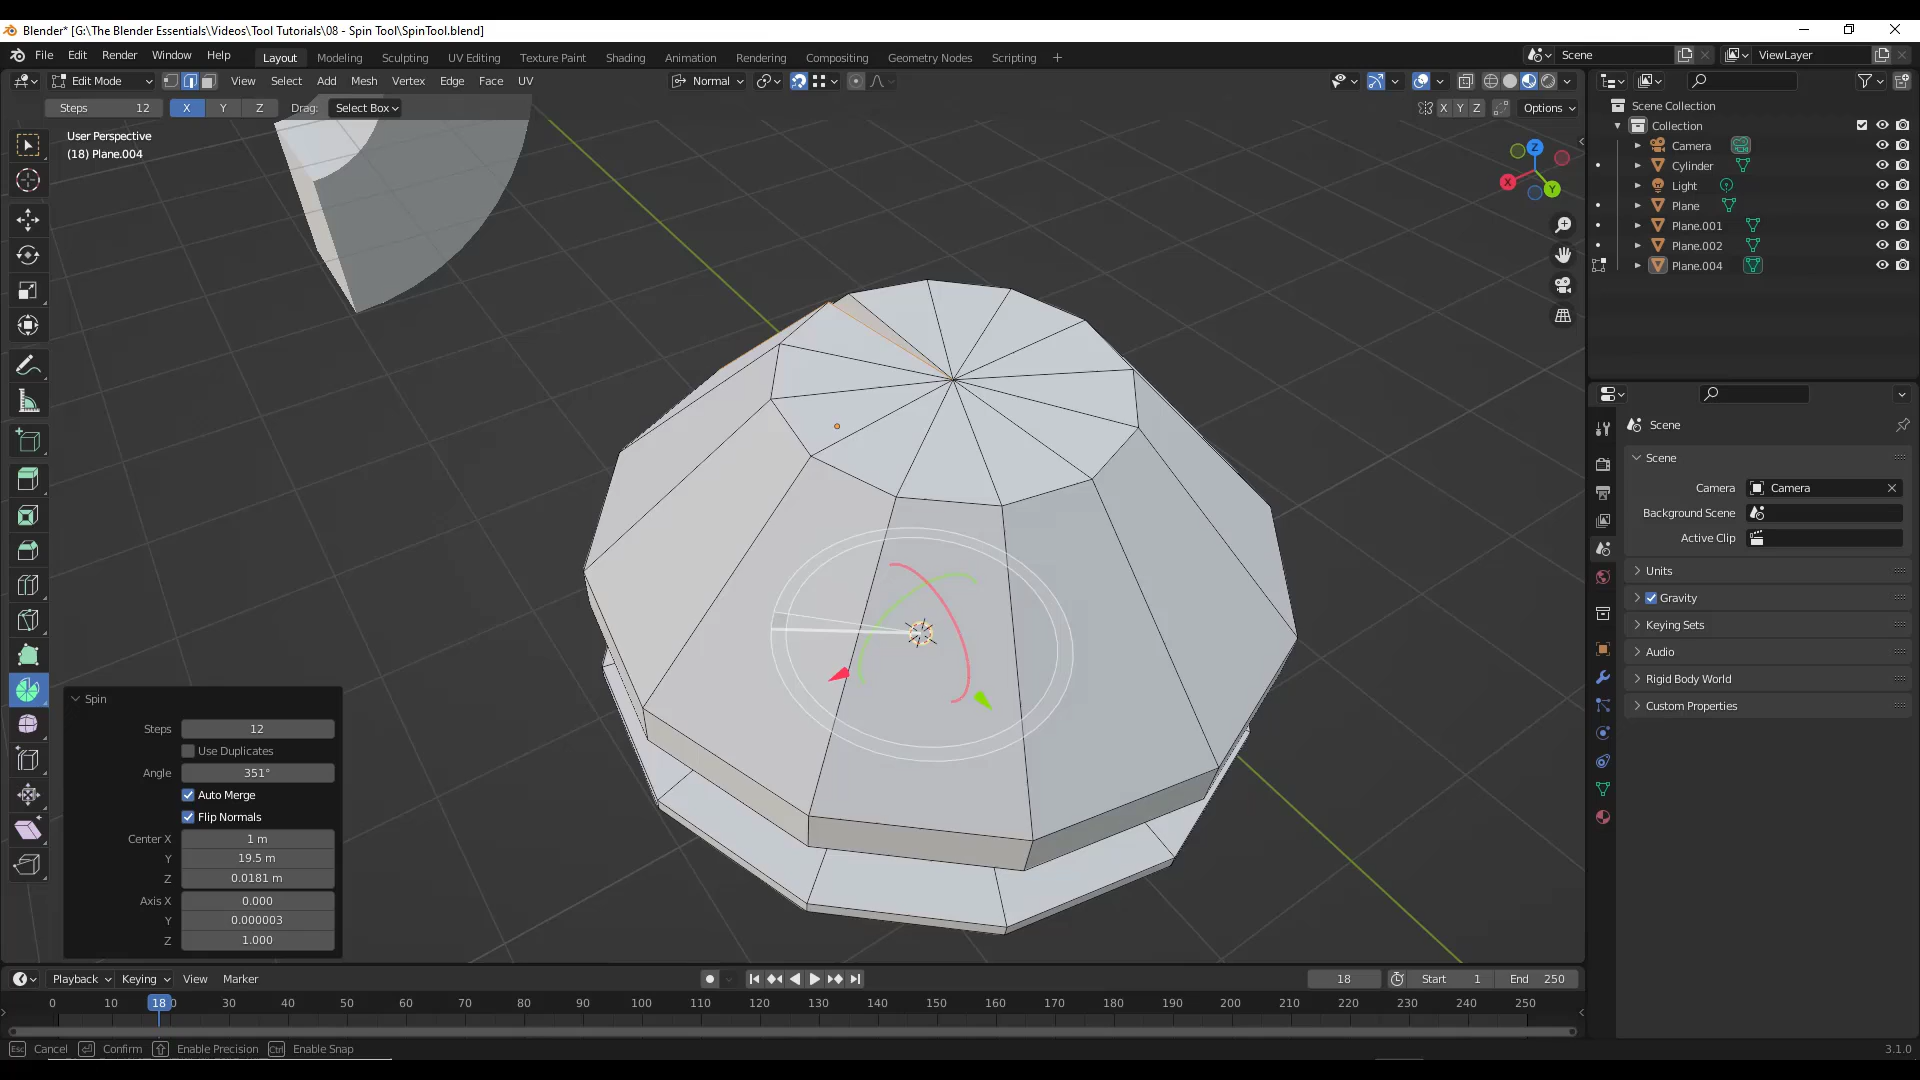 Blender* [G:\The Blender Essentials\Videos\Tool Tutorials\08 - Spin Tool\SpinTool.blend]
File Edit Render Window Help Layout Modeling Sculpting UV Editing Texture Paint Shading Animation Rendering Compositing Geometry Nodes Scripting + Scene ViewLayer
Edit Mode View Select Add Mesh Vertex Edge Face UV Normal
Steps 12 X Y Z Drag: Select Box X Y Z Options
User Perspective
(18) Plane.004
Z
X
Y
Scene Collection
Collection
Camera
Cylinder
Light
Plane
Plane.001
Plane.002
Plane.004
Scene
Scene
Camera Camera
Background Scene
Active Clip
Units
Gravity
Keying Sets
Audio
Rigid Body World
Custom Properties
Spin
Steps 12
Use Duplicates
Angle 351°
Auto Merge
Flip Normals
Center X 1 m
Y 19.5 m
Z 0.0181 m
Axis X 0.000
Y 0.000003
Z 1.000
Playback Keying View Marker 18 Start 1 End 250
0 10 18 30 40 50 60 70 80 90 100 110 120 130 140 150 160 170 180 190 200 210 220 230 240 250
Esc Cancel Confirm Enable Precision Ctrl Enable Snap 3.1.0